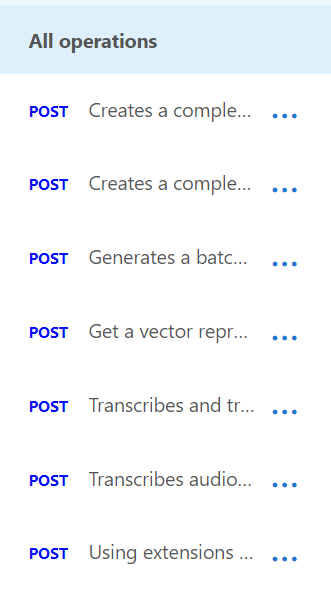 All operations
POST Creates a comple... ...
POST Creates a comple... ...
POST Generates a batc... ...
POST Get a vector repr... ...
POST Transcribes and tr... ...
POST Transcribes audio... ...
POST Using extensions ... ...